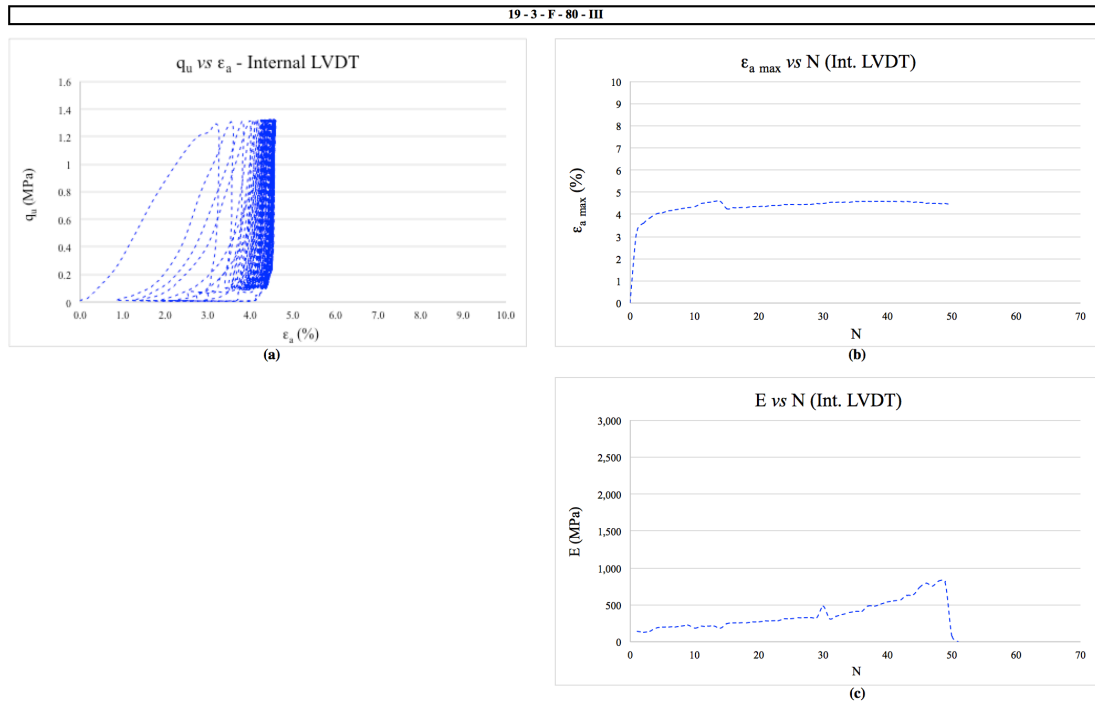 19 - 3 - F - 80 - III
qu vs εa - Internal LVDT
qu (MPa)
1.6
1.4
1.2
1
0.8
0.6
0.4
0.2
0
0.0 1.0 2.0 3.0 4.0 5.0 6.0 7.0 8.0 9.0 10.0
εa (%)
(a)
εa max vs N (Int. LVDT)
εa max (%)
10
9
8
7
6
5
4
3
2
1
0
0 10 20 30 40 50 60 70
N
(b)
E vs N (Int. LVDT)
E (MPa)
3,000
2,500
2,000
1,500
1,000
500
0
0 10 20 30 40 50 60 70
N
(c)